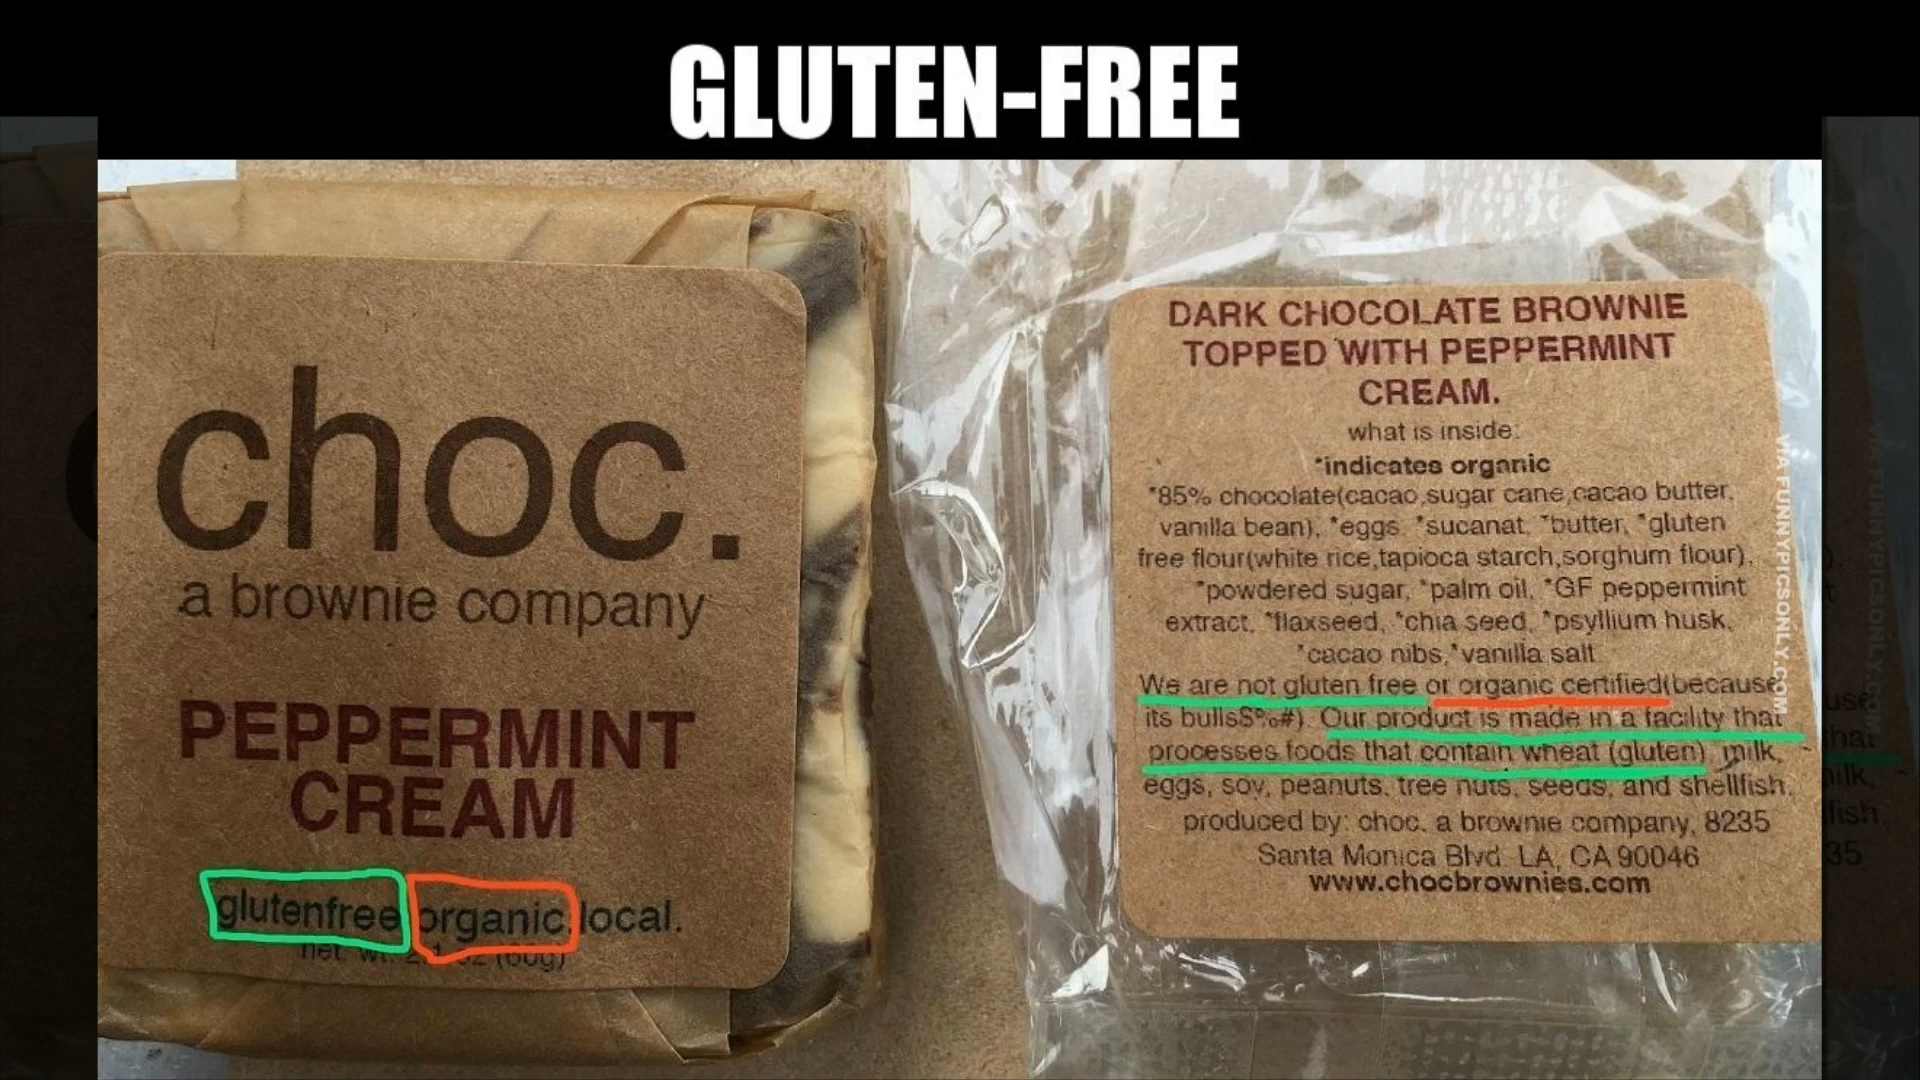 GLUTEN-FREE
choc.
a brownie company
PEPPERMINT
CREAM
glutenfree organic local.
net. wt. (60g)
DARK CHOCOLATE BROWNIE
TOPPED WITH PEPPERMINT
CREAM.
what is inside:
*indicates organic
*85% chocolate(cacao,sugar cane,cacao butter,
vanilla bean), *eggs, *sucanat, *butter, *gluten
free flour(white rice,tapioca starch,sorghum flour),
*powdered sugar, *palm oil, *GF peppermint
extract, *flaxseed, *chia seed, *psyllium husk,
*cacao nibs,*vanilla salt
We are not gluten free or organic certified(because
its bullsS%#). Our product is made in a facility that
processes foods that contain wheat (gluten), milk,
eggs, soy, peanuts, tree nuts, seeds, and shellfish.
produced by: choc. a brownie company, 8235
Santa Monica Blvd. LA, CA 90046
www.chocbrownies.com
VIA FUNNYPICSONLY.COM